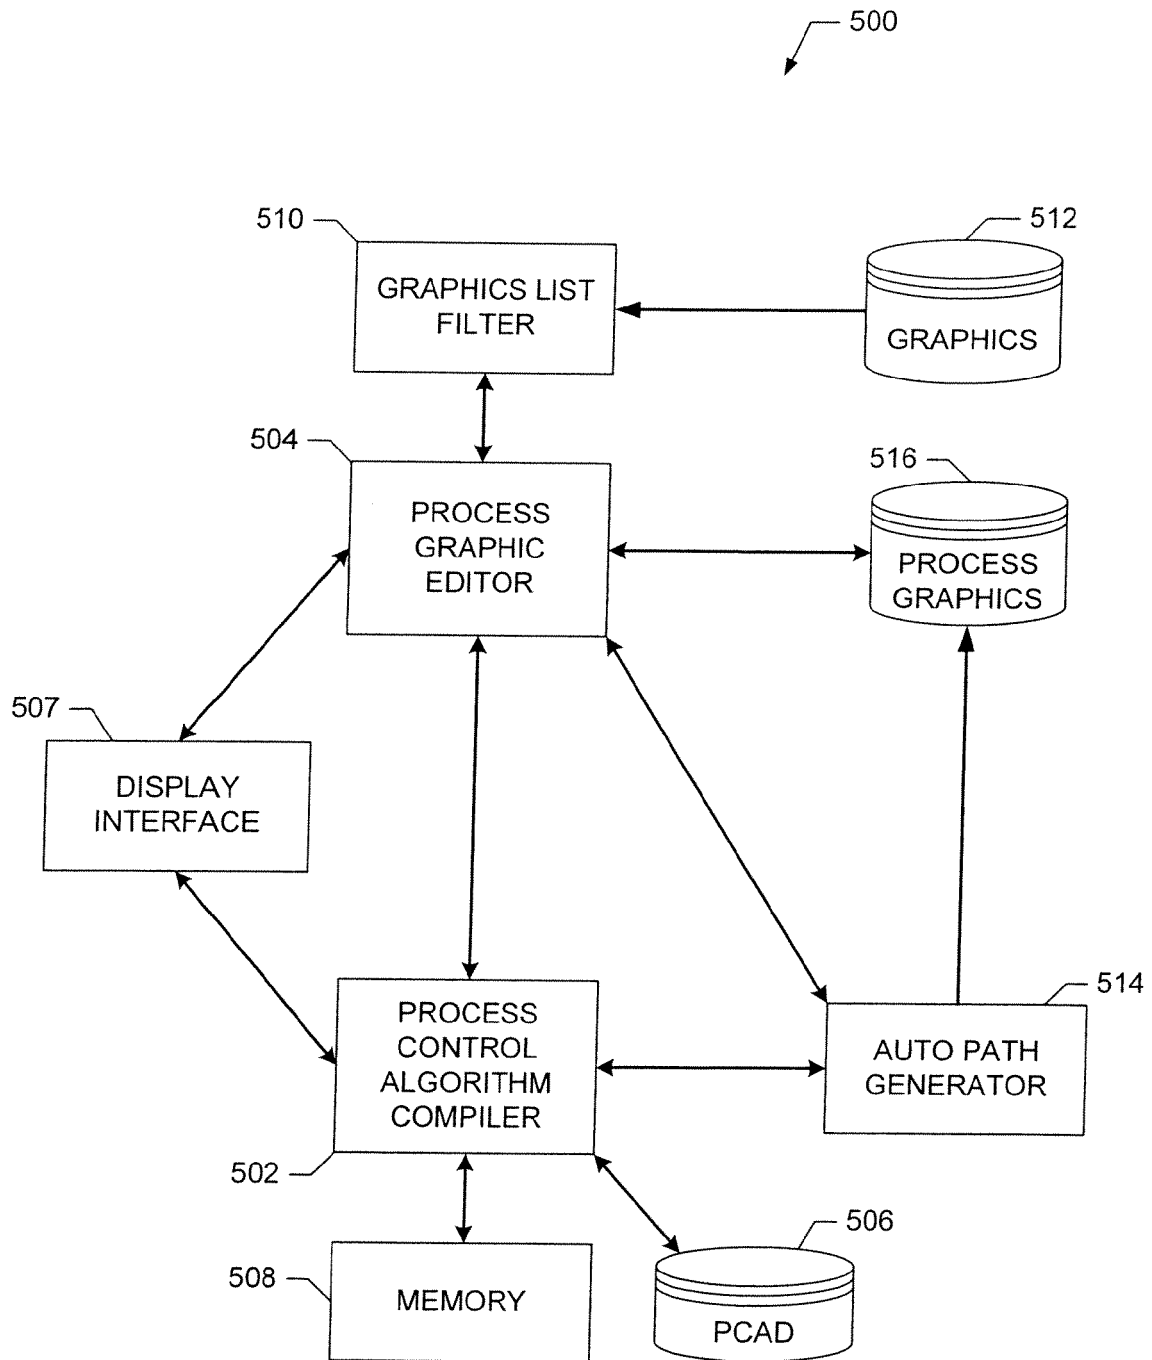 500
510
512
GRAPHICS LIST
FILTER
GRAPHICS
504
516
PROCESS
GRAPHIC
EDITOR
PROCESS
GRAPHICS
507
DISPLAY
INTERFACE
514
PROCESS
CONTROL
ALGORITHM
COMPILER
AUTO PATH
GENERATOR
502
506
508
MEMORY
PCAD